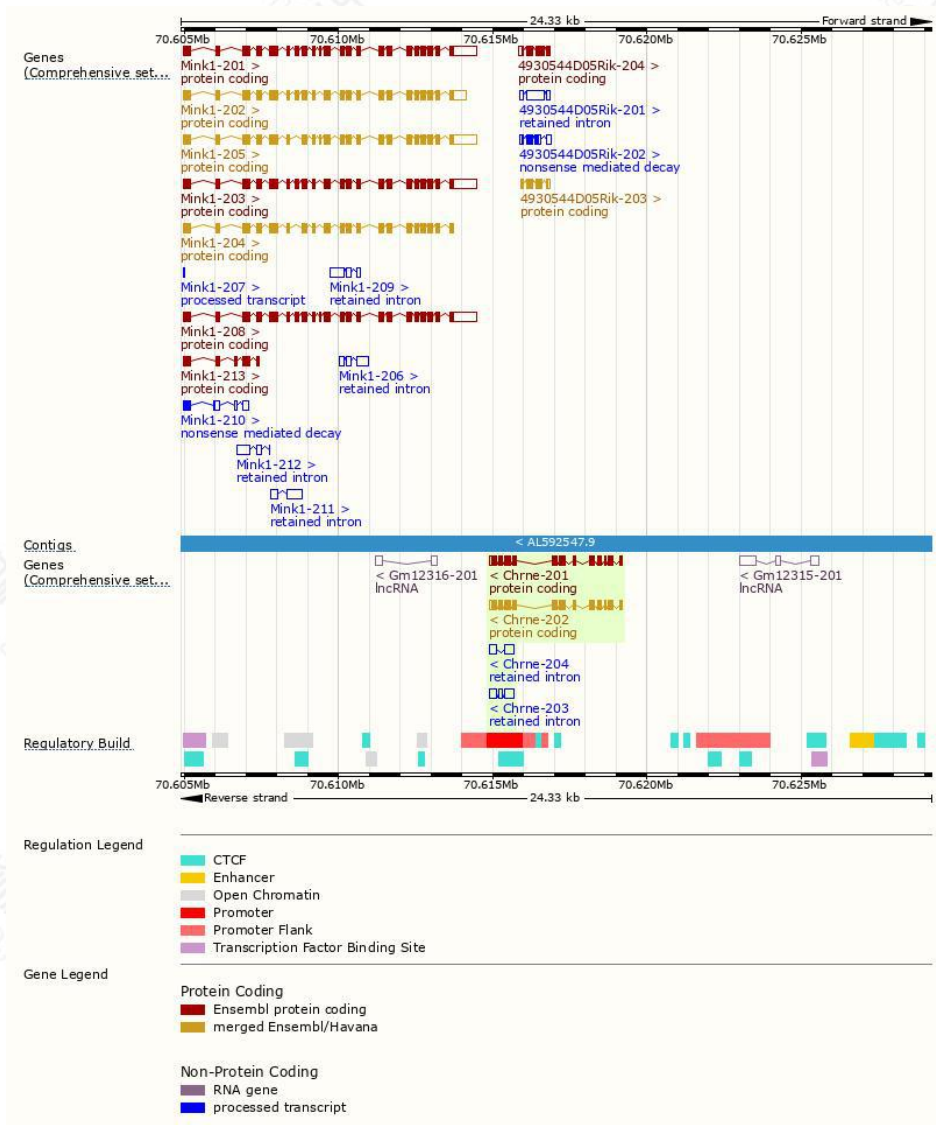 24.33 kb Forward strand
70.605Mb 70.610Mb 70.615Mb 70.620Mb 70.625Mb
Genes
(Comprehensive set...
Mink1-201 >
protein coding
4930544D05Rik-204 >
protein coding
Mink1-202 >
protein coding
4930544D05Rik-201 >
retained intron
Mink1-205 >
protein coding
4930544D05Rik-202 >
nonsense mediated decay
Mink1-203 >
protein coding
4930544D05Rik-203 >
protein coding
Mink1-204 >
protein coding
Mink1-207 >
processed transcript
Mink1-209 >
retained intron
Mink1-208 >
protein coding
Mink1-213 >
protein coding
Mink1-206 >
retained intron
Mink1-210 >
nonsense mediated decay
Mink1-212 >
retained intron
Mink1-211 >
retained intron
Contigs
< AL592547.9
Genes
(Comprehensive set...
< Gm12316-201
lncRNA
< Chrne-201
protein coding
< Gm12315-201
lncRNA
< Chrne-202
protein coding
< Chrne-204
retained intron
< Chrne-203
retained intron
Regulatory Build
70.605Mb 70.610Mb 70.615Mb 70.620Mb 70.625Mb
Reverse strand 24.33 kb
Regulation Legend
CTCF
Enhancer
Open Chromatin
Promoter
Promoter Flank
Transcription Factor Binding Site
Gene Legend
Protein Coding
Ensembl protein coding
merged Ensembl/Havana
Non-Protein Coding
RNA gene
processed transcript